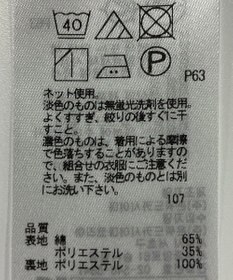 40
P
P63
ネット使用。
淡色のものは無蛍光洗剤を使用。
よくすすぎ、絞りの後すぐに干
すこと。
濃色のものは、着用による摩擦
で色落ちすることがありますの
で、組合せの衣服にご注意くださ
い。また、淡色のものとは別に
お洗い下さい。
107
品質
表地 綿 65%
ポリエステル 35%
裏地 ポリエステル 100%